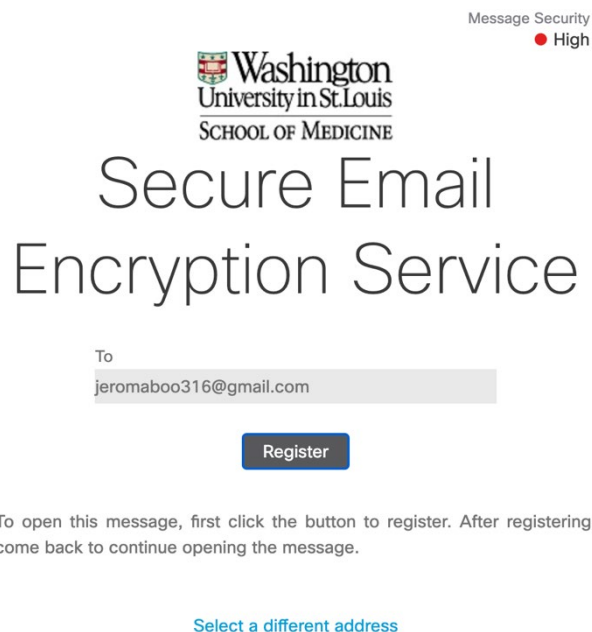 Message Security
High
Washington
University in St.Louis
SCHOOL OF MEDICINE
Secure Email
Encryption Service
To
jeromaboo316@gmail.com
Register
To open this message, first click the button to register. After registering
come back to continue opening the message.
Select a different address